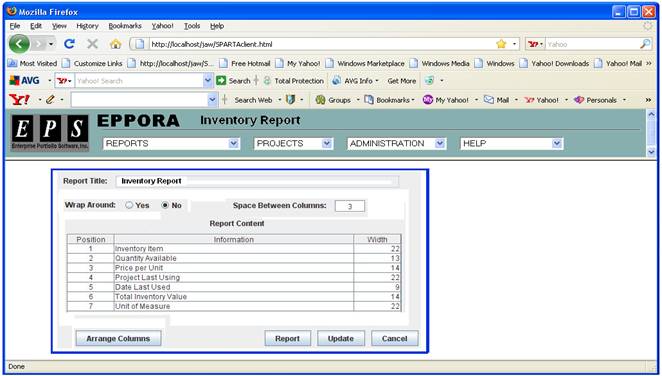 Mozilla Firefox
File Edit View History Bookmarks Yahoo! Tools Help
http://localhost/jaw/SPARTAclient.html Yahoo
Most Visited Customize Links http://localhost/jaw/S... Free Hotmail My Yahoo! Windows Marketplace Windows Media Windows Yahoo! Downloads Yahoo! Mail »
AVG Yahoo! Search Search Total Protection AVG Info Get More
Y! Search Web Groups Bookmarks My Yahoo! Mail Yahoo! Personals »
EPS EPPORA Inventory Report
Enterprise Portfolio Software, Inc.
REPORTS PROJECTS ADMINISTRATION HELP
Report Title: Inventory Report
Wrap Around: Yes No Space Between Columns: 3
Report Content
Position Information Width
1 Inventory Item 22
2 Quantity Available 13
3 Price per Unit 14
4 Project Last Using 22
5 Date Last Used 9
6 Total Inventory Value 14
7 Unit of Measure 22
Arrange Columns Report Update Cancel
Done